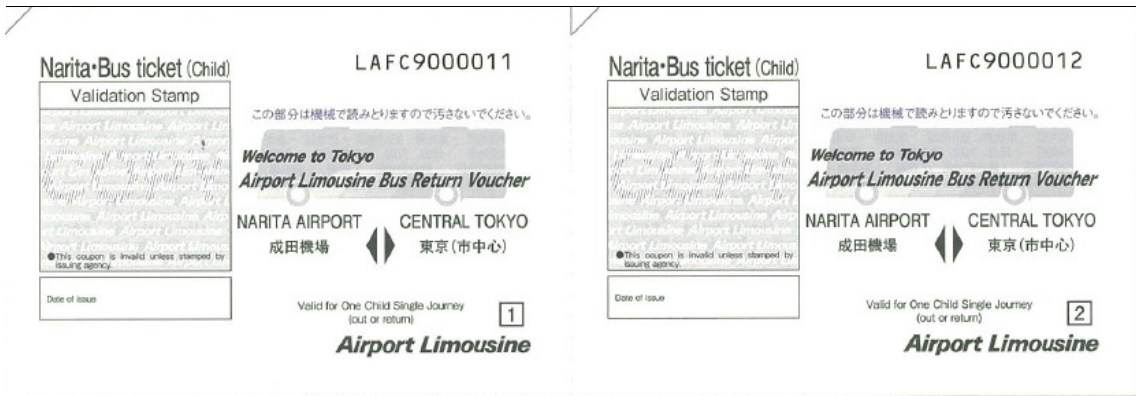 Narita・Bus ticket (Child)
LAFC9000011
Validation Stamp
この部分は機械で読みとりますので汚さないでください。
Welcome to Tokyo
Airport Limousine Bus Return Voucher
NARITA AIRPORT
CENTRAL TOKYO
成田機場
東京(市中心)
●This coupon is invalid unless stamped by
issuing agency.
Date of issue
Valid for One Child Single Journey
(out or return)
1
Airport Limousine
Narita・Bus ticket (Child)
LAFC9000012
Validation Stamp
この部分は機械で読みとりますので汚さないでください。
Welcome to Tokyo
Airport Limousine Bus Return Voucher
NARITA AIRPORT
CENTRAL TOKYO
成田機場
東京(市中心)
●This coupon is invalid unless stamped by
issuing agency.
Date of issue
Valid for One Child Single Journey
(out or return)
2
Airport Limousine